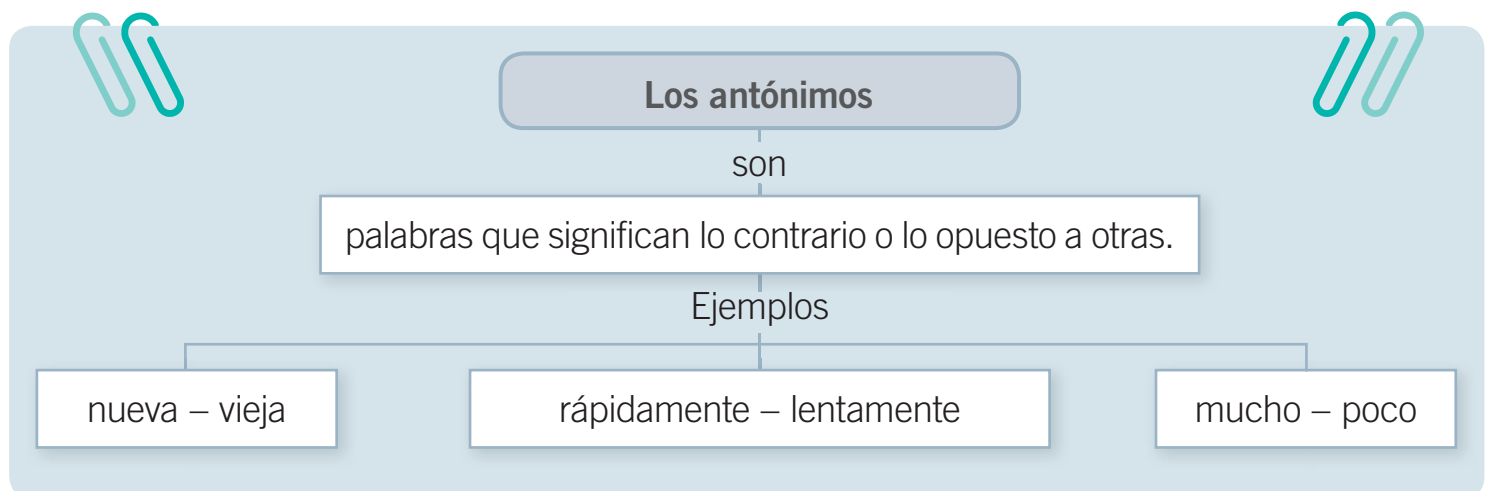 Los antónimos
son
palabras que significan lo contrario o lo opuesto a otras.
Ejemplos
nueva – vieja
rápidamente – lentamente
mucho – poco